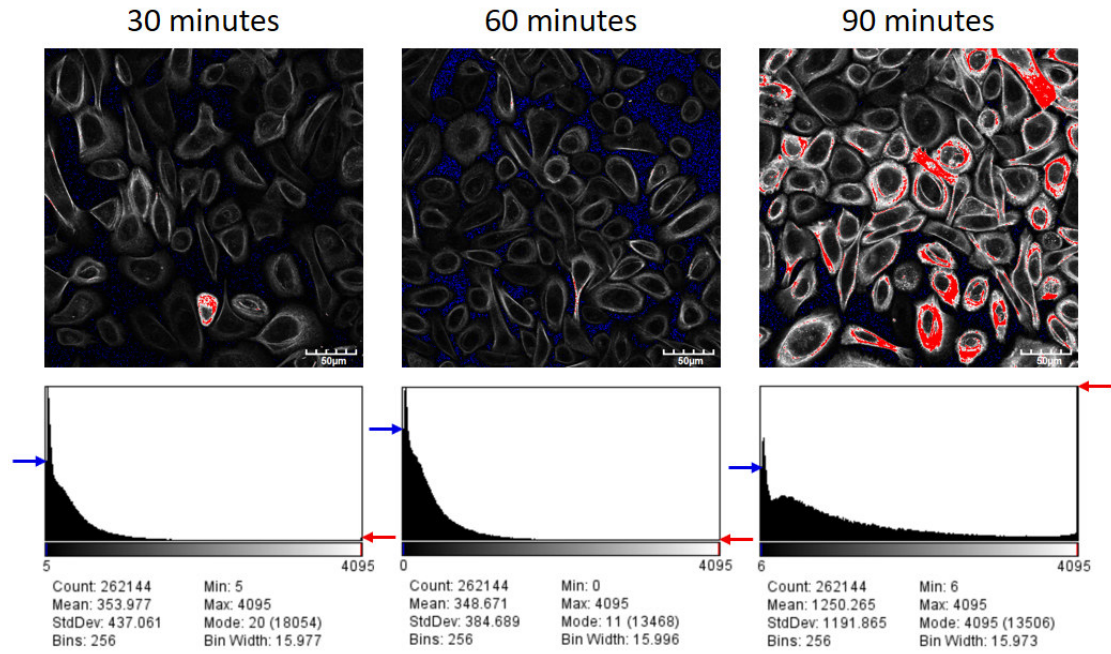 30 minutes 60 minutes 90 minutes
50µm 50µm 50µm
5 4095 0 4095 6 4095
Count: 262144 Min: 5 Count: 262144 Min: 0 Count: 262144 Min: 6
Mean: 353.977 Max: 4095 Mean: 348.671 Max: 4095 Mean: 1250.265 Max: 4095
StdDev: 437.061 Mode: 20 (18054) StdDev: 384.689 Mode: 11 (13468) StdDev: 1191.865 Mode: 4095 (13506)
Bins: 256 Bin Width: 15.977 Bins: 256 Bin Width: 15.996 Bins: 256 Bin Width: 15.973